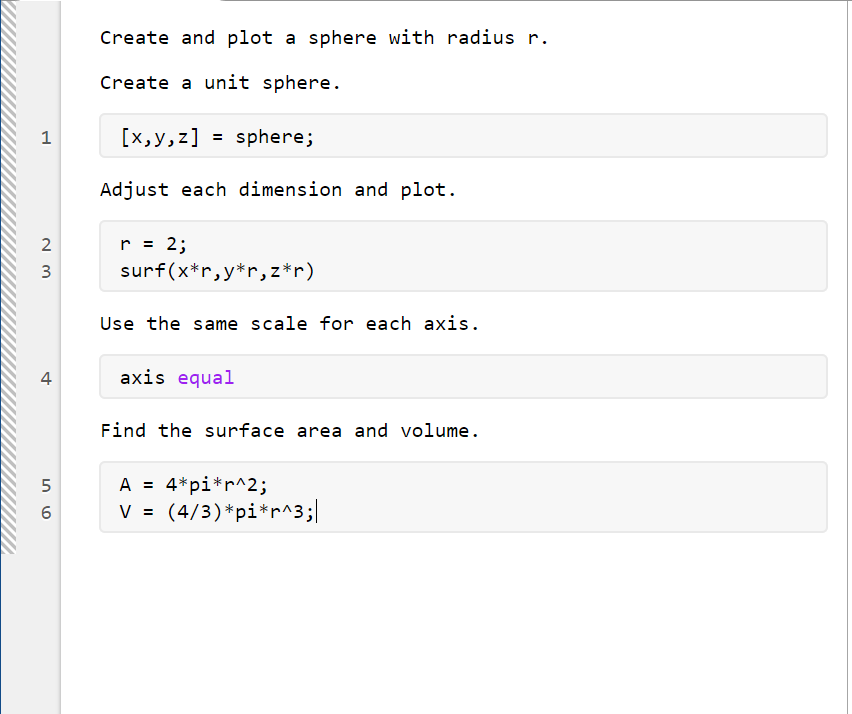 Create and plot a sphere with radius r.
Create a unit sphere.
1 [x,y,z] = sphere;
Adjust each dimension and plot.
2 r = 2;
3 surf(x*r,y*r,z*r)
Use the same scale for each axis.
4 axis equal
Find the surface area and volume.
5 A = 4*pi*r^2;
6 V = (4/3)*pi*r^3;